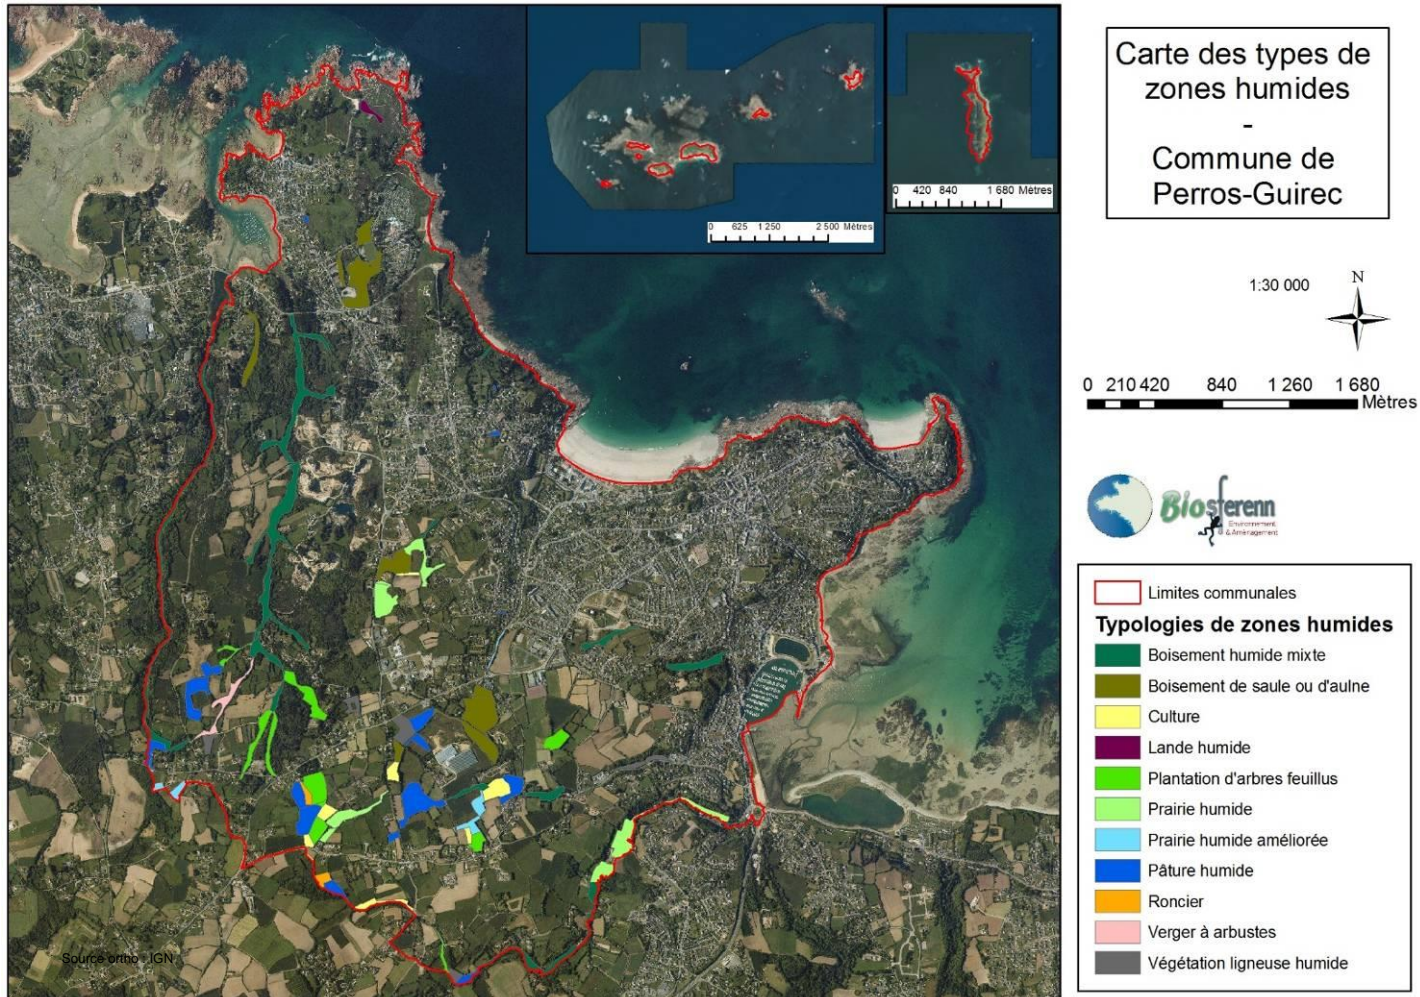 Carte des types de
zones humides
-
Commune de
Perros-Guirec
0 625 1 250 2 500 Mètres
0 420 840 1 680 Mètres
1:30 000
N
0 210 420 840 1 260 1 680
Mètres
Biosferenn
Environnement
& Aménagement
Limites communales
Typologies de zones humides
Boisement humide mixte
Boisement de saule ou d'aulne
Culture
Lande humide
Plantation d'arbres feuillus
Prairie humide
Prairie humide améliorée
Pâture humide
Roncier
Verger à arbustes
Végétation ligneuse humide
Source ortho : IGN